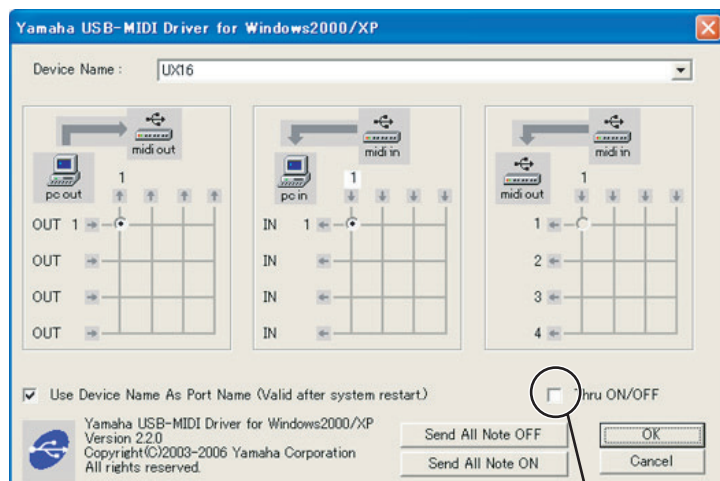 Yamaha USB-MIDI Driver for Windows2000/XP
Device Name :
UX16
midi out
pc out
1
OUT 1
OUT
OUT
OUT
midi in
pc in
1
IN 1
IN
IN
IN
midi in
midi out
1
1
2
3
4
Use Device Name As Port Name (Valid after system restart.)
Thru ON/OFF
Yamaha USB-MIDI Driver for Windows2000/XP
Version 2.2.0
Copyright(C)2003-2006 Yamaha Corporation
All rights reserved.
Send All Note OFF
Send All Note ON
OK
Cancel